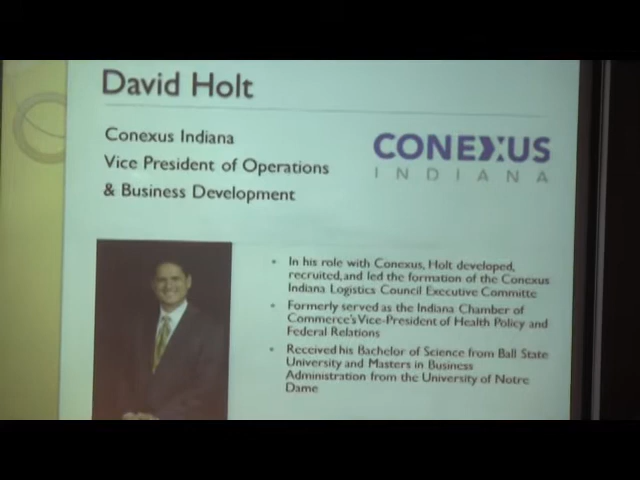 David Holt
Conexus Indiana
Vice President of Operations
& Business Development
CONEXUS
INDIANA
• In his role with Conexus, Holt developed,
recruited, and led the formation of the Conexus
Indiana Logistics Council Executive Committe
• Formerly served as the Indiana Chamber of
Commerce's Vice-President of Health Policy and
Federal Relations
• Received his Bachelor of Science from Ball State
University and Masters in Business
Administration from the University of Notre
Dame